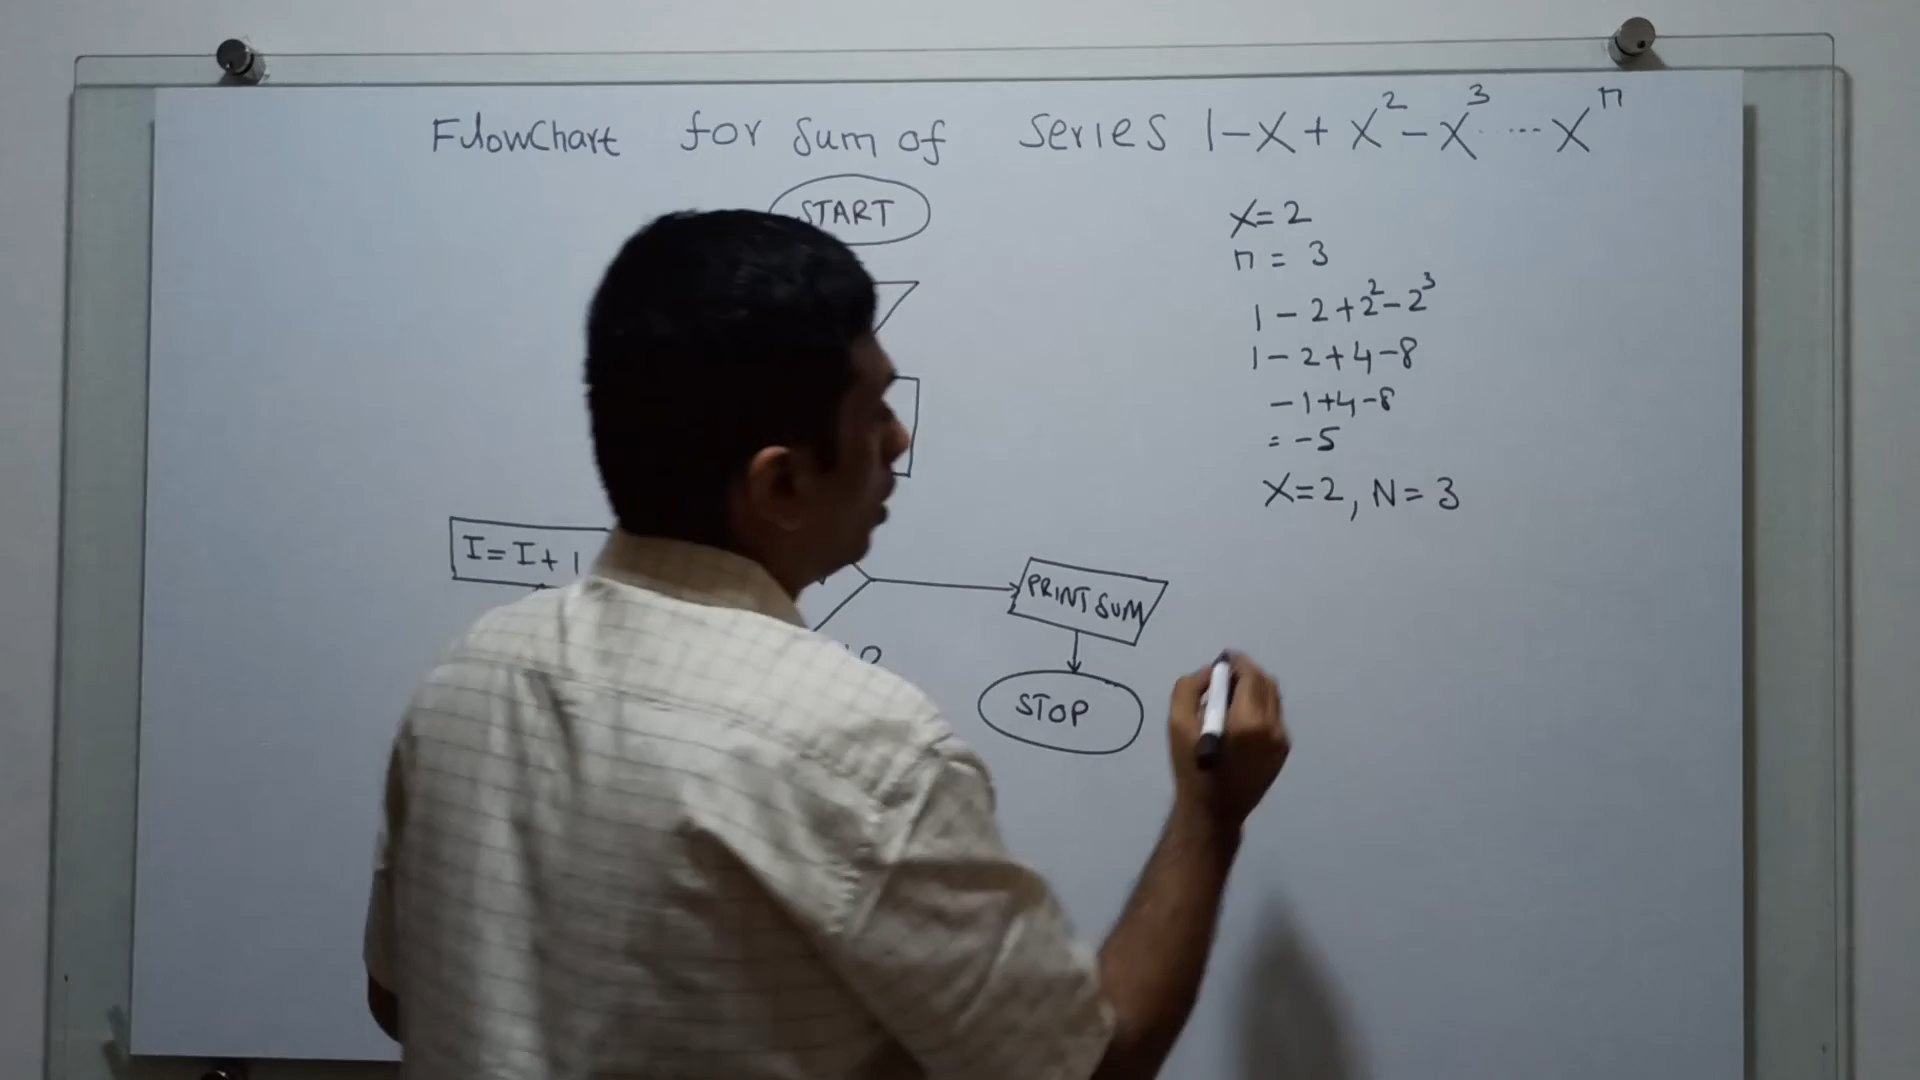 FlowChart for Sum of Series 1-X+X²-X³....Xⁿ
START
X=2
n = 3
1-2+2²-2³
1-2+4-8
-1+4-8
= -5
X=2, N=3
I=I+1
PRINT SUM
STOP